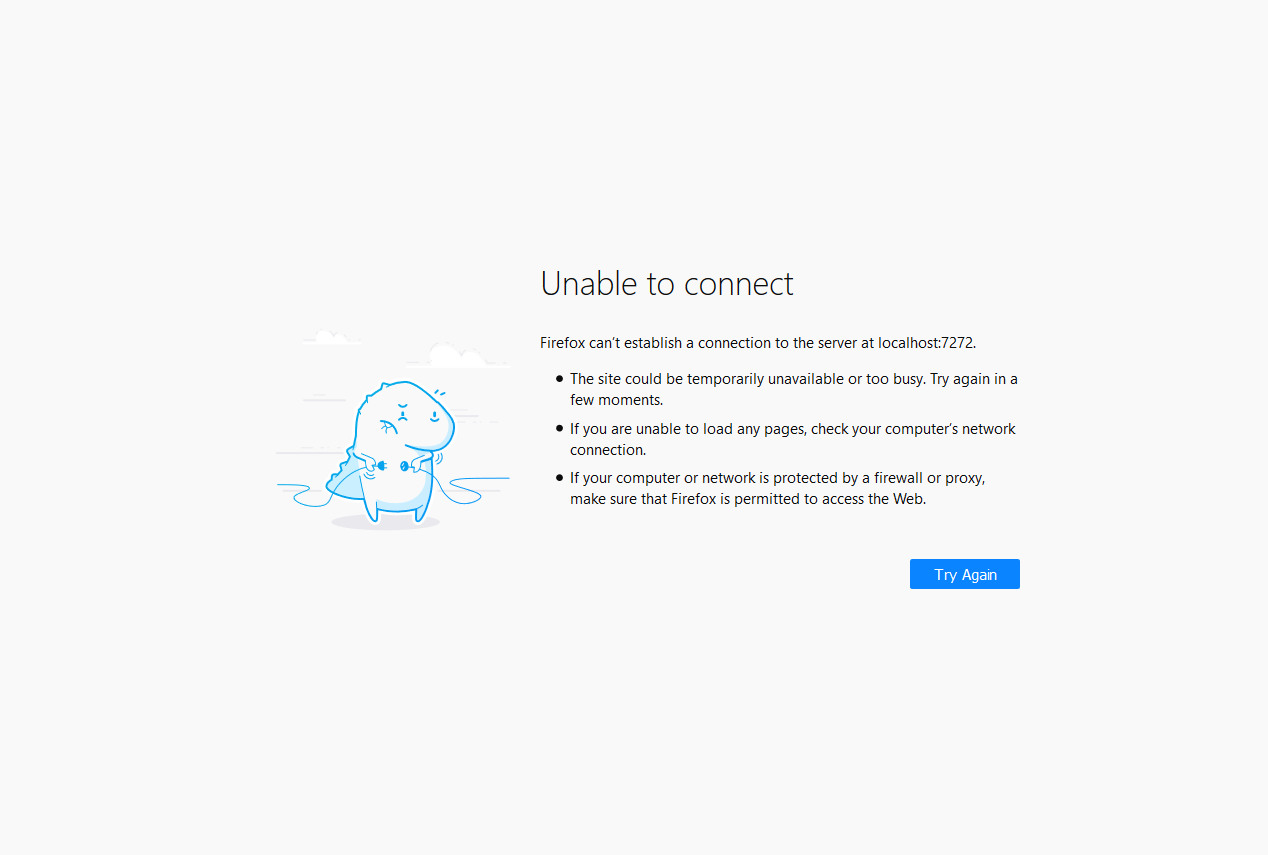 Unable to connect
Firefox can’t establish a connection to the server at localhost:7272.
• The site could be temporarily unavailable or too busy. Try again in a
few moments.
• If you are unable to load any pages, check your computer’s network
connection.
• If your computer or network is protected by a firewall or proxy,
make sure that Firefox is permitted to access the Web.
Try Again